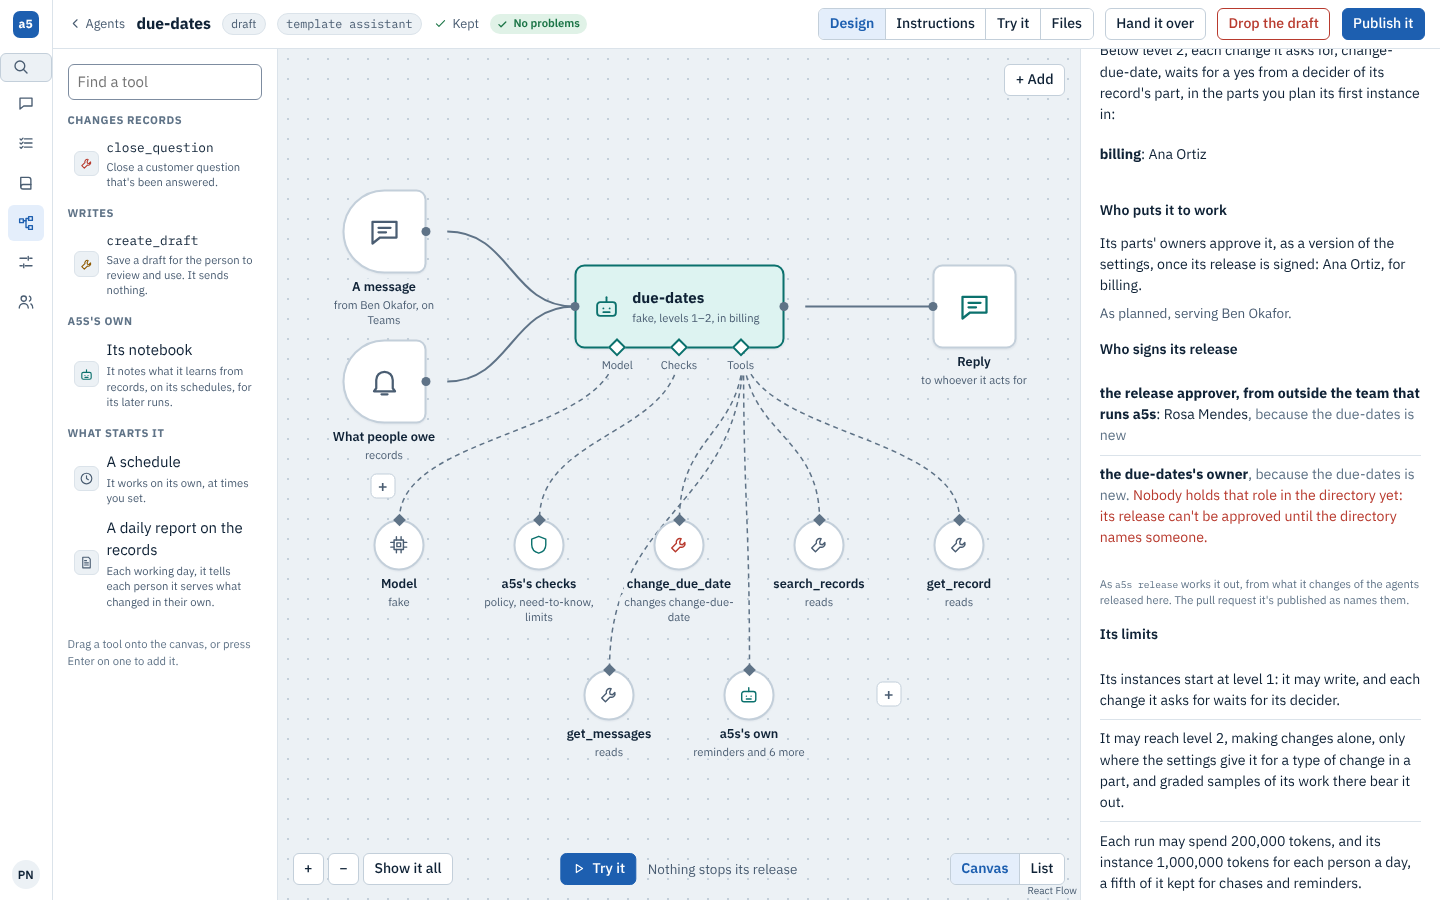 a5
Agents
due-dates
draft
template assistant
Kept
No problems
Design
Instructions
Try it
Files
Hand it over
Drop the draft
Publish it
CHANGES RECORDS
close_question
Close a customer question
that's been answered.
WRITES
create_draft
Save a draft for the person to
review and use. It sends
nothing.
A5S'S OWN
Its notebook
It notes what it learns from
records, on its schedules, for
its later runs.
WHAT STARTS IT
A schedule
It works on its own, at times
you set.
A daily report on the
records
Each working day, it tells
each person it serves what
changed in their own.
Drag a tool onto the canvas, or press
Enter on one to add it.
Find a tool
PN
+ Add
A message
from Ben Okafor, on
Teams
What people owe
records
+
due-dates
fake, levels 1–2, in billing
Model
Checks
Tools
Reply
to whoever it acts for
Model
fake
a5s's checks
policy, need-to-know,
limits
change_due_date
changes change-due-
date
search_records
reads
get_record
reads
get_messages
reads
a5s's own
reminders and 6 more
+
+
−
Show it all
Try it
Nothing stops its release
Canvas
List
React Flow
Below level 2, each change it asks for, change-
due-date, waits for a yes from a decider of its
record's part, in the parts you plan its first instance
in:
billing: Ana Ortiz
Who puts it to work
Its parts' owners approve it, as a version of the
settings, once its release is signed: Ana Ortiz, for
billing.
As planned, serving Ben Okafor.
Who signs its release
the release approver, from outside the team that
runs a5s: Rosa Mendes, because the due-dates is
new
the due-dates's owner, because the due-dates is
new. Nobody holds that role in the directory yet:
its release can't be approved until the directory
names someone.
As a5s release works it out, from what it changes of the agents
released here. The pull request it's published as names them.
Its limits
Its instances start at level 1: it may write, and each
change it asks for waits for its decider.
It may reach level 2, making changes alone, only
where the settings give it for a type of change in a
part, and graded samples of its work there bear it
out.
Each run may spend 200,000 tokens, and its
instance 1,000,000 tokens for each person a day,
a fifth of it kept for chases and reminders.